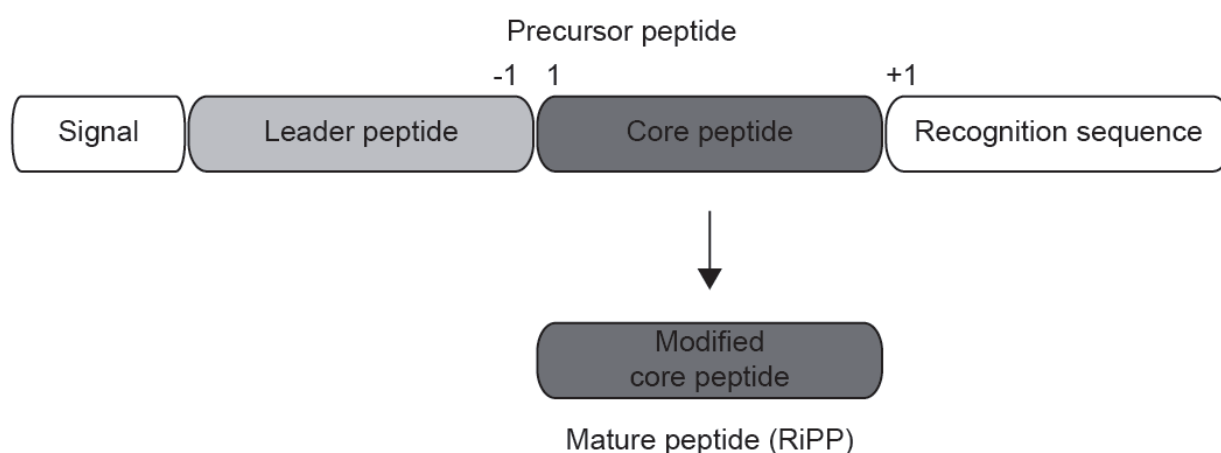 Precursor peptide
-1 1 +1
Signal Leader peptide Core peptide Recognition sequence
Modified
core peptide
Mature peptide (RiPP)